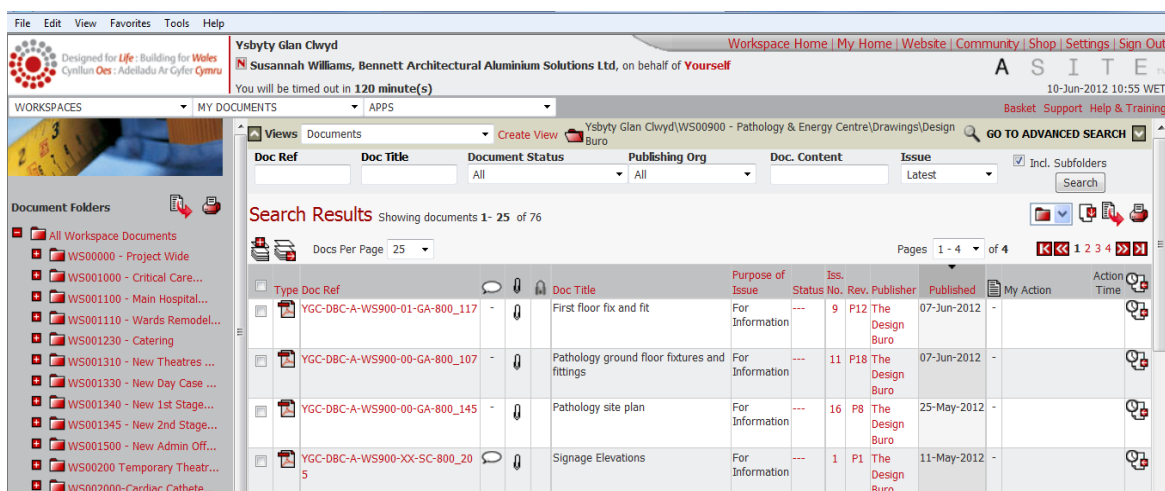 File Edit View Favorites Tools Help
Designed for Life : Building for Wales
Cynllun Oes : Adeiladu Ar Gyfer Cymru
Ysbyty Glan Clwyd
Workspace Home | My Home | Website | Community | Shop | Settings | Sign Out
N Susannah Williams, Bennett Architectural Aluminium Solutions Ltd, on behalf of Yourself
A S I T E
You will be timed out in 120 minute(s)
10-Jun-2012 10:55 WET
WORKSPACES MY DOCUMENTS APPS
Basket Support Help & Training
Views Documents Create View Ysbyty Glan Clwyd\WS00900 - Pathology & Energy Centre\Drawings\Design
Buro
GO TO ADVANCED SEARCH
Doc Ref Doc Title Document Status Publishing Org Doc. Content Issue Incl. Subfolders
All All Latest
Search
Document Folders
Search Results Showing documents 1- 25 of 76
Docs Per Page 25 Pages 1 - 4 of 4 1 2 3 4
All Workspace Documents
WS00000 - Project Wide
WS001000 - Critical Care...
WS001100 - Main Hospital...
WS001110 - Wards Remodel...
WS001230 - Catering
WS001310 - New Theatres ...
WS001330 - New Day Case ...
WS001340 - New 1st Stage...
WS001345 - New 2nd Stage...
WS001500 - New Admin Off...
WS00200 Temporary Theatr...
WS002000-Cardiac Cathete
Type Doc Ref Doc Title Purpose of Issue Status Iss. No. Rev. Publisher Published My Action Action Time
YGC-DBC-A-WS900-01-GA-800_117 - First floor fix and fit For Information --- 9 P12 The Design Buro 07-Jun-2012 -
YGC-DBC-A-WS900-00-GA-800_107 - Pathology ground floor fixtures and fittings For Information --- 11 P18 The Design Buro 07-Jun-2012 -
YGC-DBC-A-WS900-00-GA-800_145 - Pathology site plan For Information --- 16 P8 The Design Buro 25-May-2012 -
YGC-DBC-A-WS900-XX-SC-800_205 Signage Elevations For Information --- 1 P1 The Design Buro 11-May-2012 -